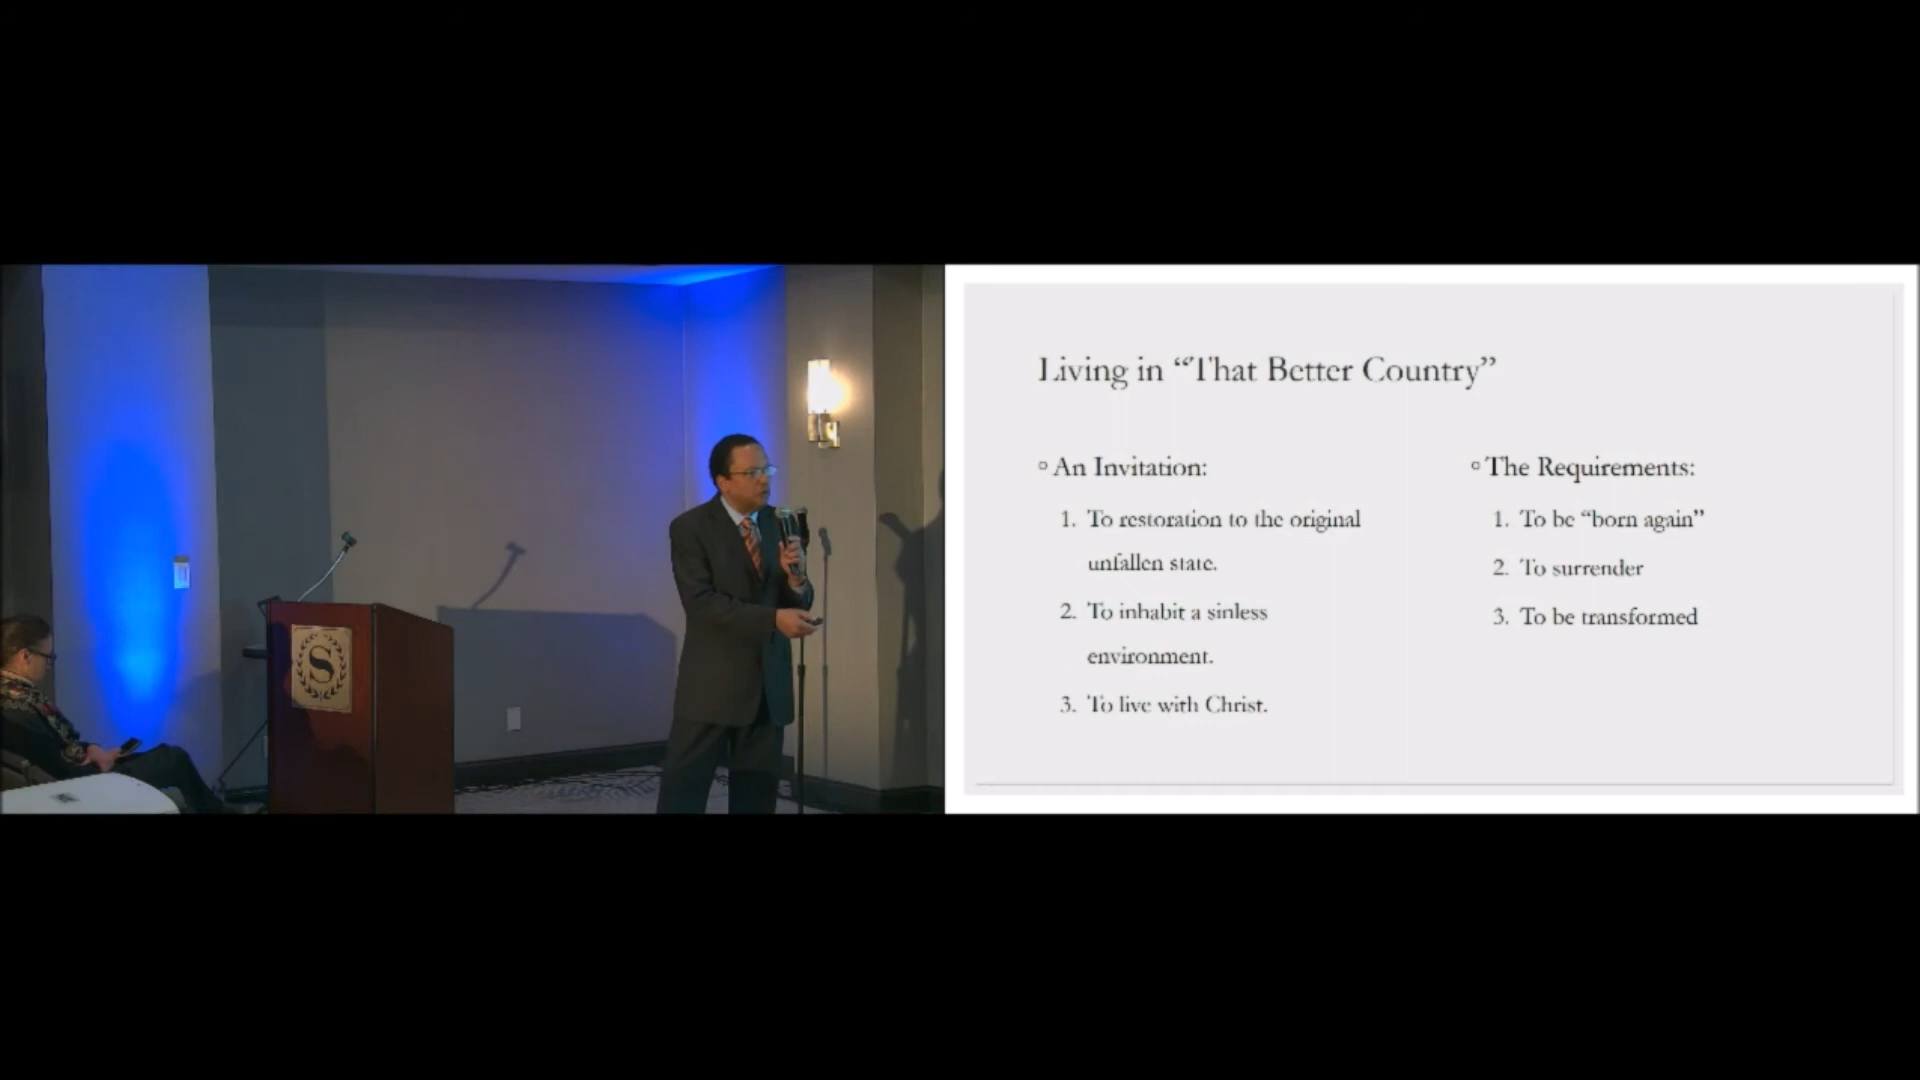 S
Living in “That Better Country”
▫ An Invitation:
1. To restoration to the original
unfallen state.
2. To inhabit a sinless
environment.
3. To live with Christ.
▫ The Requirements:
1. To be “born again”
2. To surrender
3. To be transformed